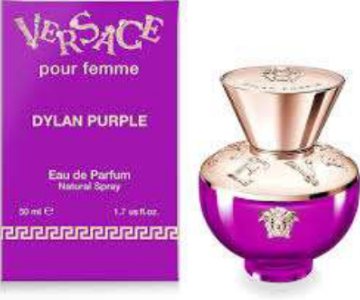 VERSACE
pour femme
DYLAN PURPLE
Eau de Parfum
Natural Spray
50 ml ℮ 1.7 us fl.oz.